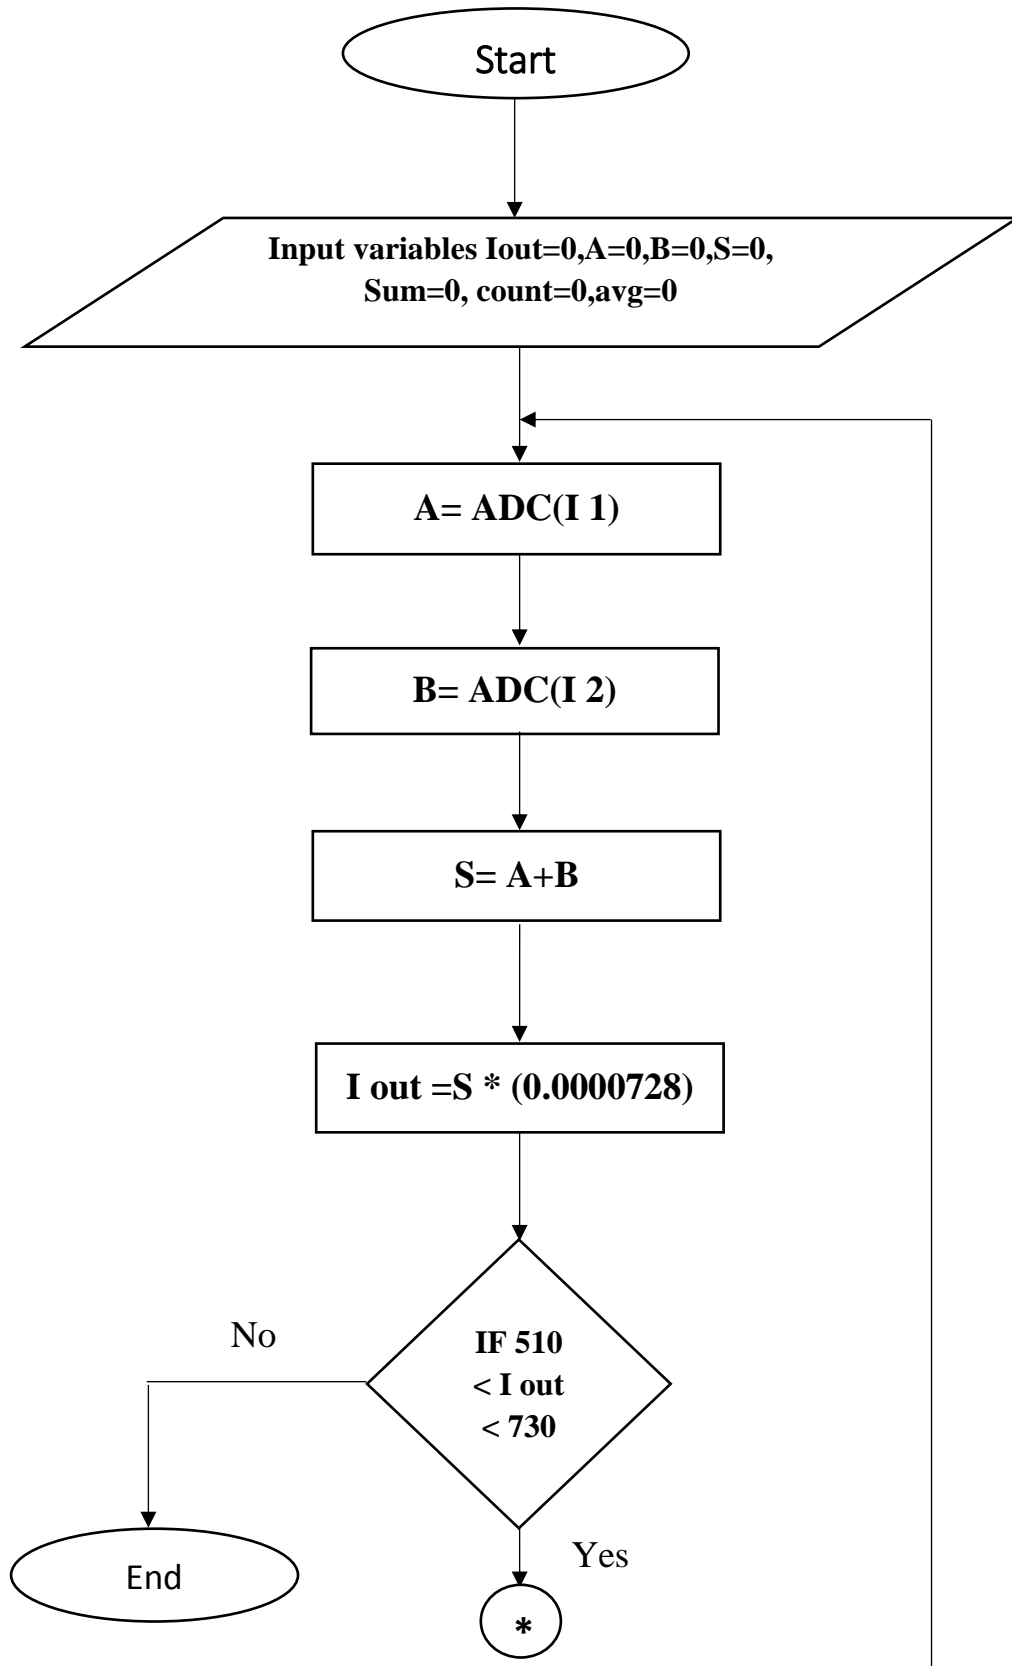 Start
Input variables Iout=0,A=0,B=0,S=0,
Sum=0, count=0,avg=0
A= ADC(I 1)
B= ADC(I 2)
S= A+B
I out =S * (0.0000728)
IF 510
< I out
< 730
No
Yes
End
*